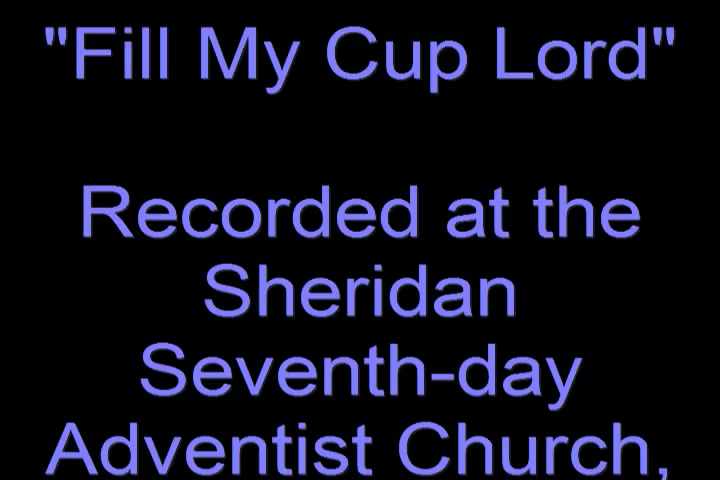 "Fill My Cup Lord"
Recorded at the
Sheridan
Seventh-day
Adventist Church,